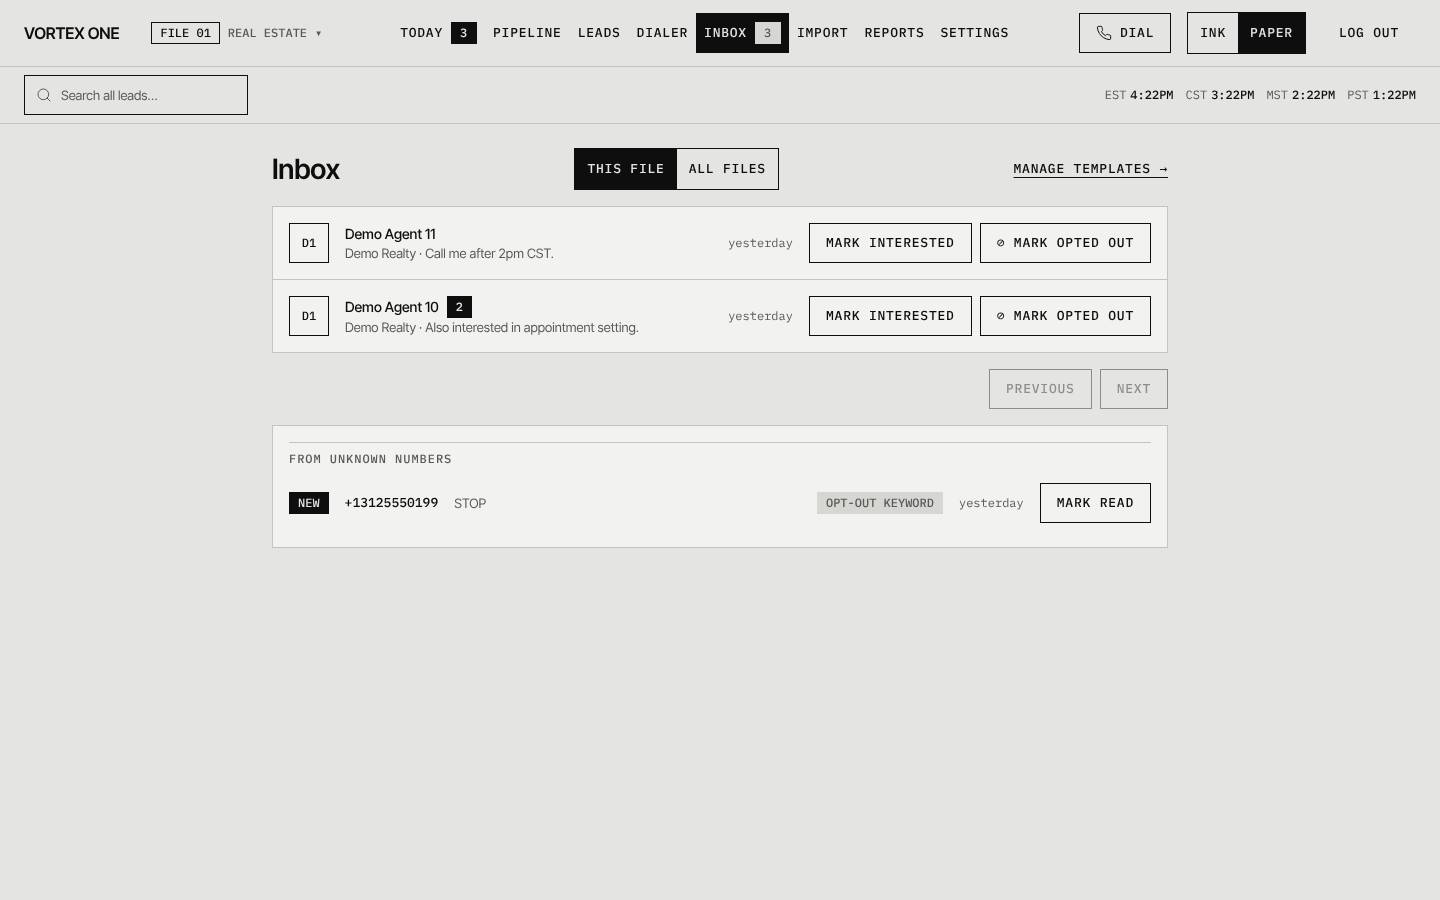 VORTEX ONE FILE 01 REAL ESTATE ▾ TODAY 3 PIPELINE LEADS DIALER INBOX 3 IMPORT REPORTS SETTINGS DIAL INK PAPER LOG OUT
Search all leads... EST 4:22PM CST 3:22PM MST 2:22PM PST 1:22PM
Inbox THIS FILE ALL FILES MANAGE TEMPLATES →
D1 Demo Agent 11 yesterday MARK INTERESTED ⊘ MARK OPTED OUT
Demo Realty · Call me after 2pm CST.
D1 Demo Agent 10 2 yesterday MARK INTERESTED ⊘ MARK OPTED OUT
Demo Realty · Also interested in appointment setting.
PREVIOUS NEXT
FROM UNKNOWN NUMBERS
NEW +13125550199 STOP OPT-OUT KEYWORD yesterday MARK READ